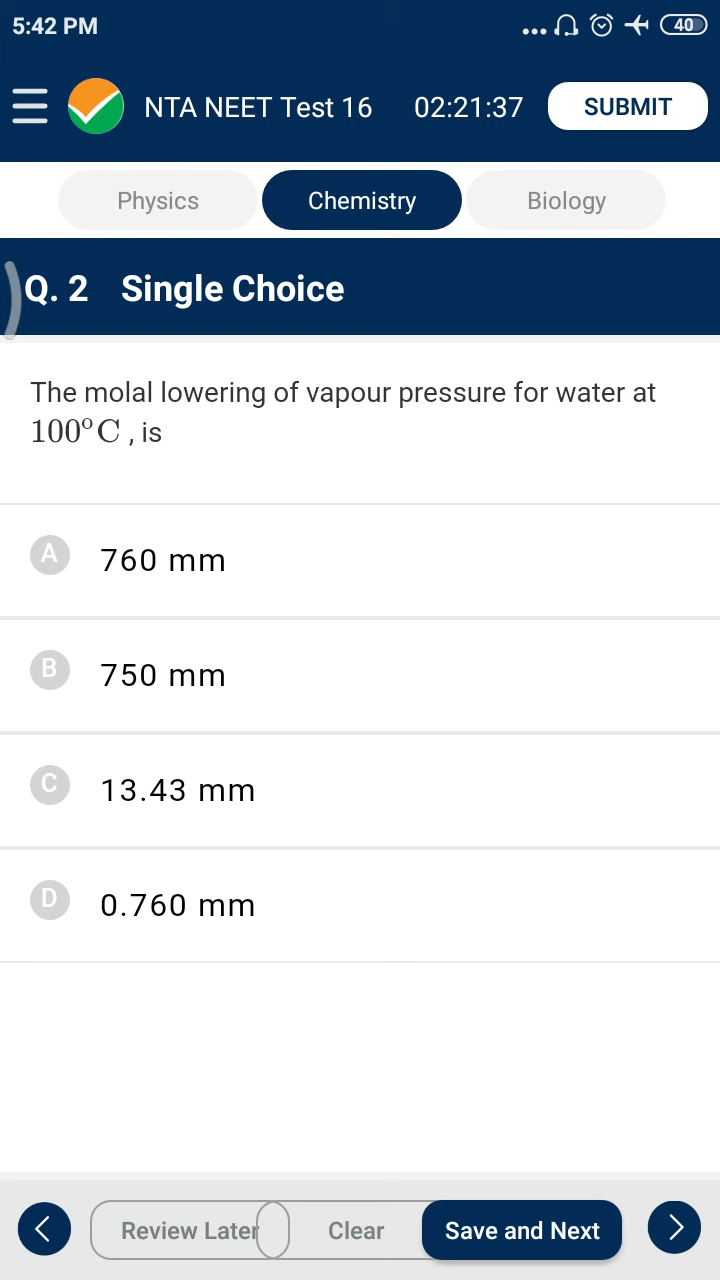 5:42 PM
40
NTA NEET Test 16 02:21:37 SUBMIT
Physics Chemistry Biology
Q. 2 Single Choice
The molal lowering of vapour pressure for water at
100°C , is
A 760 mm
B 750 mm
C 13.43 mm
D 0.760 mm
Review Later Clear Save and Next